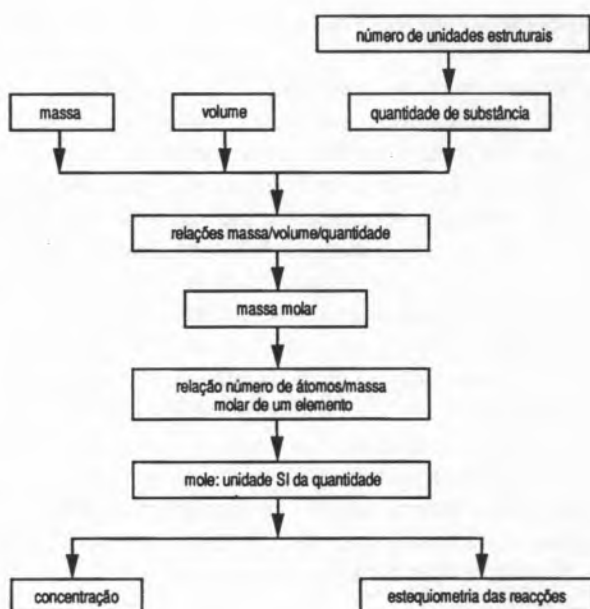 número de unidades estruturais
massa
volume
quantidade de substância
relações massa/volume/quantidade
massa molar
relação número de átomos/massa
molar de um elemento
mole: unidade SI da quantidade
concentração
estequiometria das reacções